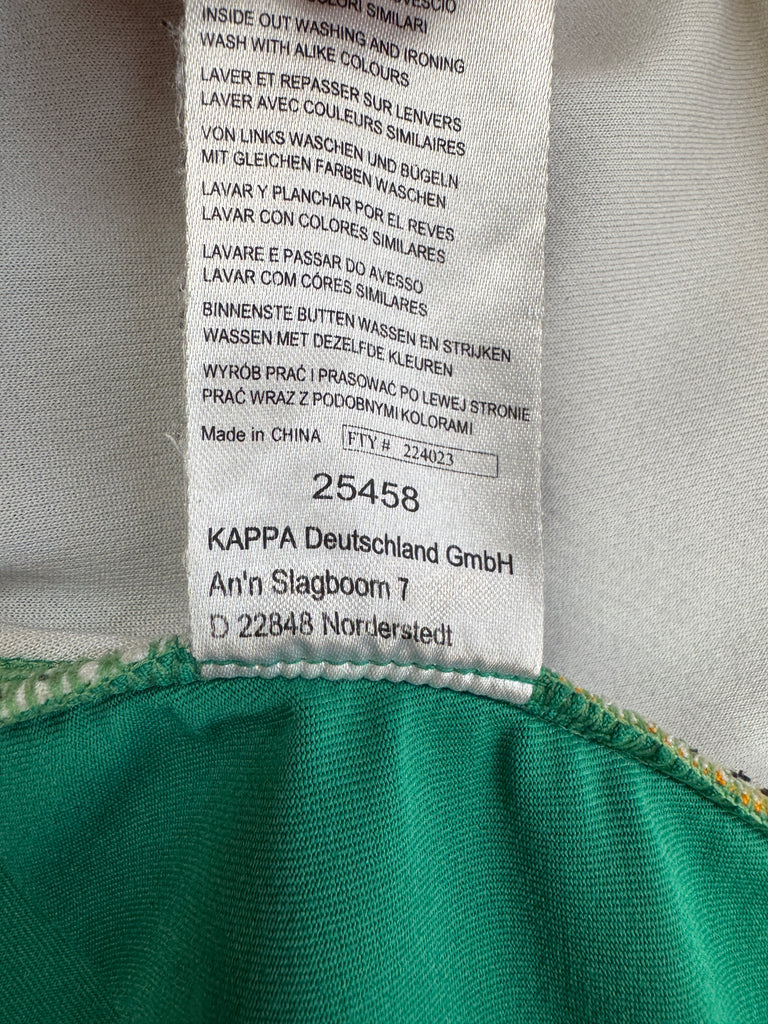 COLORI SIMILARI
INSIDE OUT WASHING AND IRONING
WASH WITH ALIKE COLOURS
LAVER ET REPASSER SUR LENVERS
LAVER AVEC COULEURS SIMILAIRES
VON LINKS WASCHEN UND BÜGELN
MIT GLEICHEN FARBEN WASCHEN
LAVAR Y PLANCHAR POR EL REVES
LAVAR CON COLORES SIMILARES
LAVARE E PASSAR DO AVESSO
LAVAR COM CÓRES SIMILARES
BINNENSTE BUTTEN WASSEN EN STRIJKEN
WASSEN MET DEZELFDE KLEUREN
WYRÓB PRAĆ I PRASOWAĆ PO LEWEJ STRONIE
PRAĆ WRAZ Z PODOBNYMI KOLORAMI
Made in CHINA FTY # 224023
25458
KAPPA Deutschland GmbH
An'n Slagboom 7
D 22848 Norderstedt